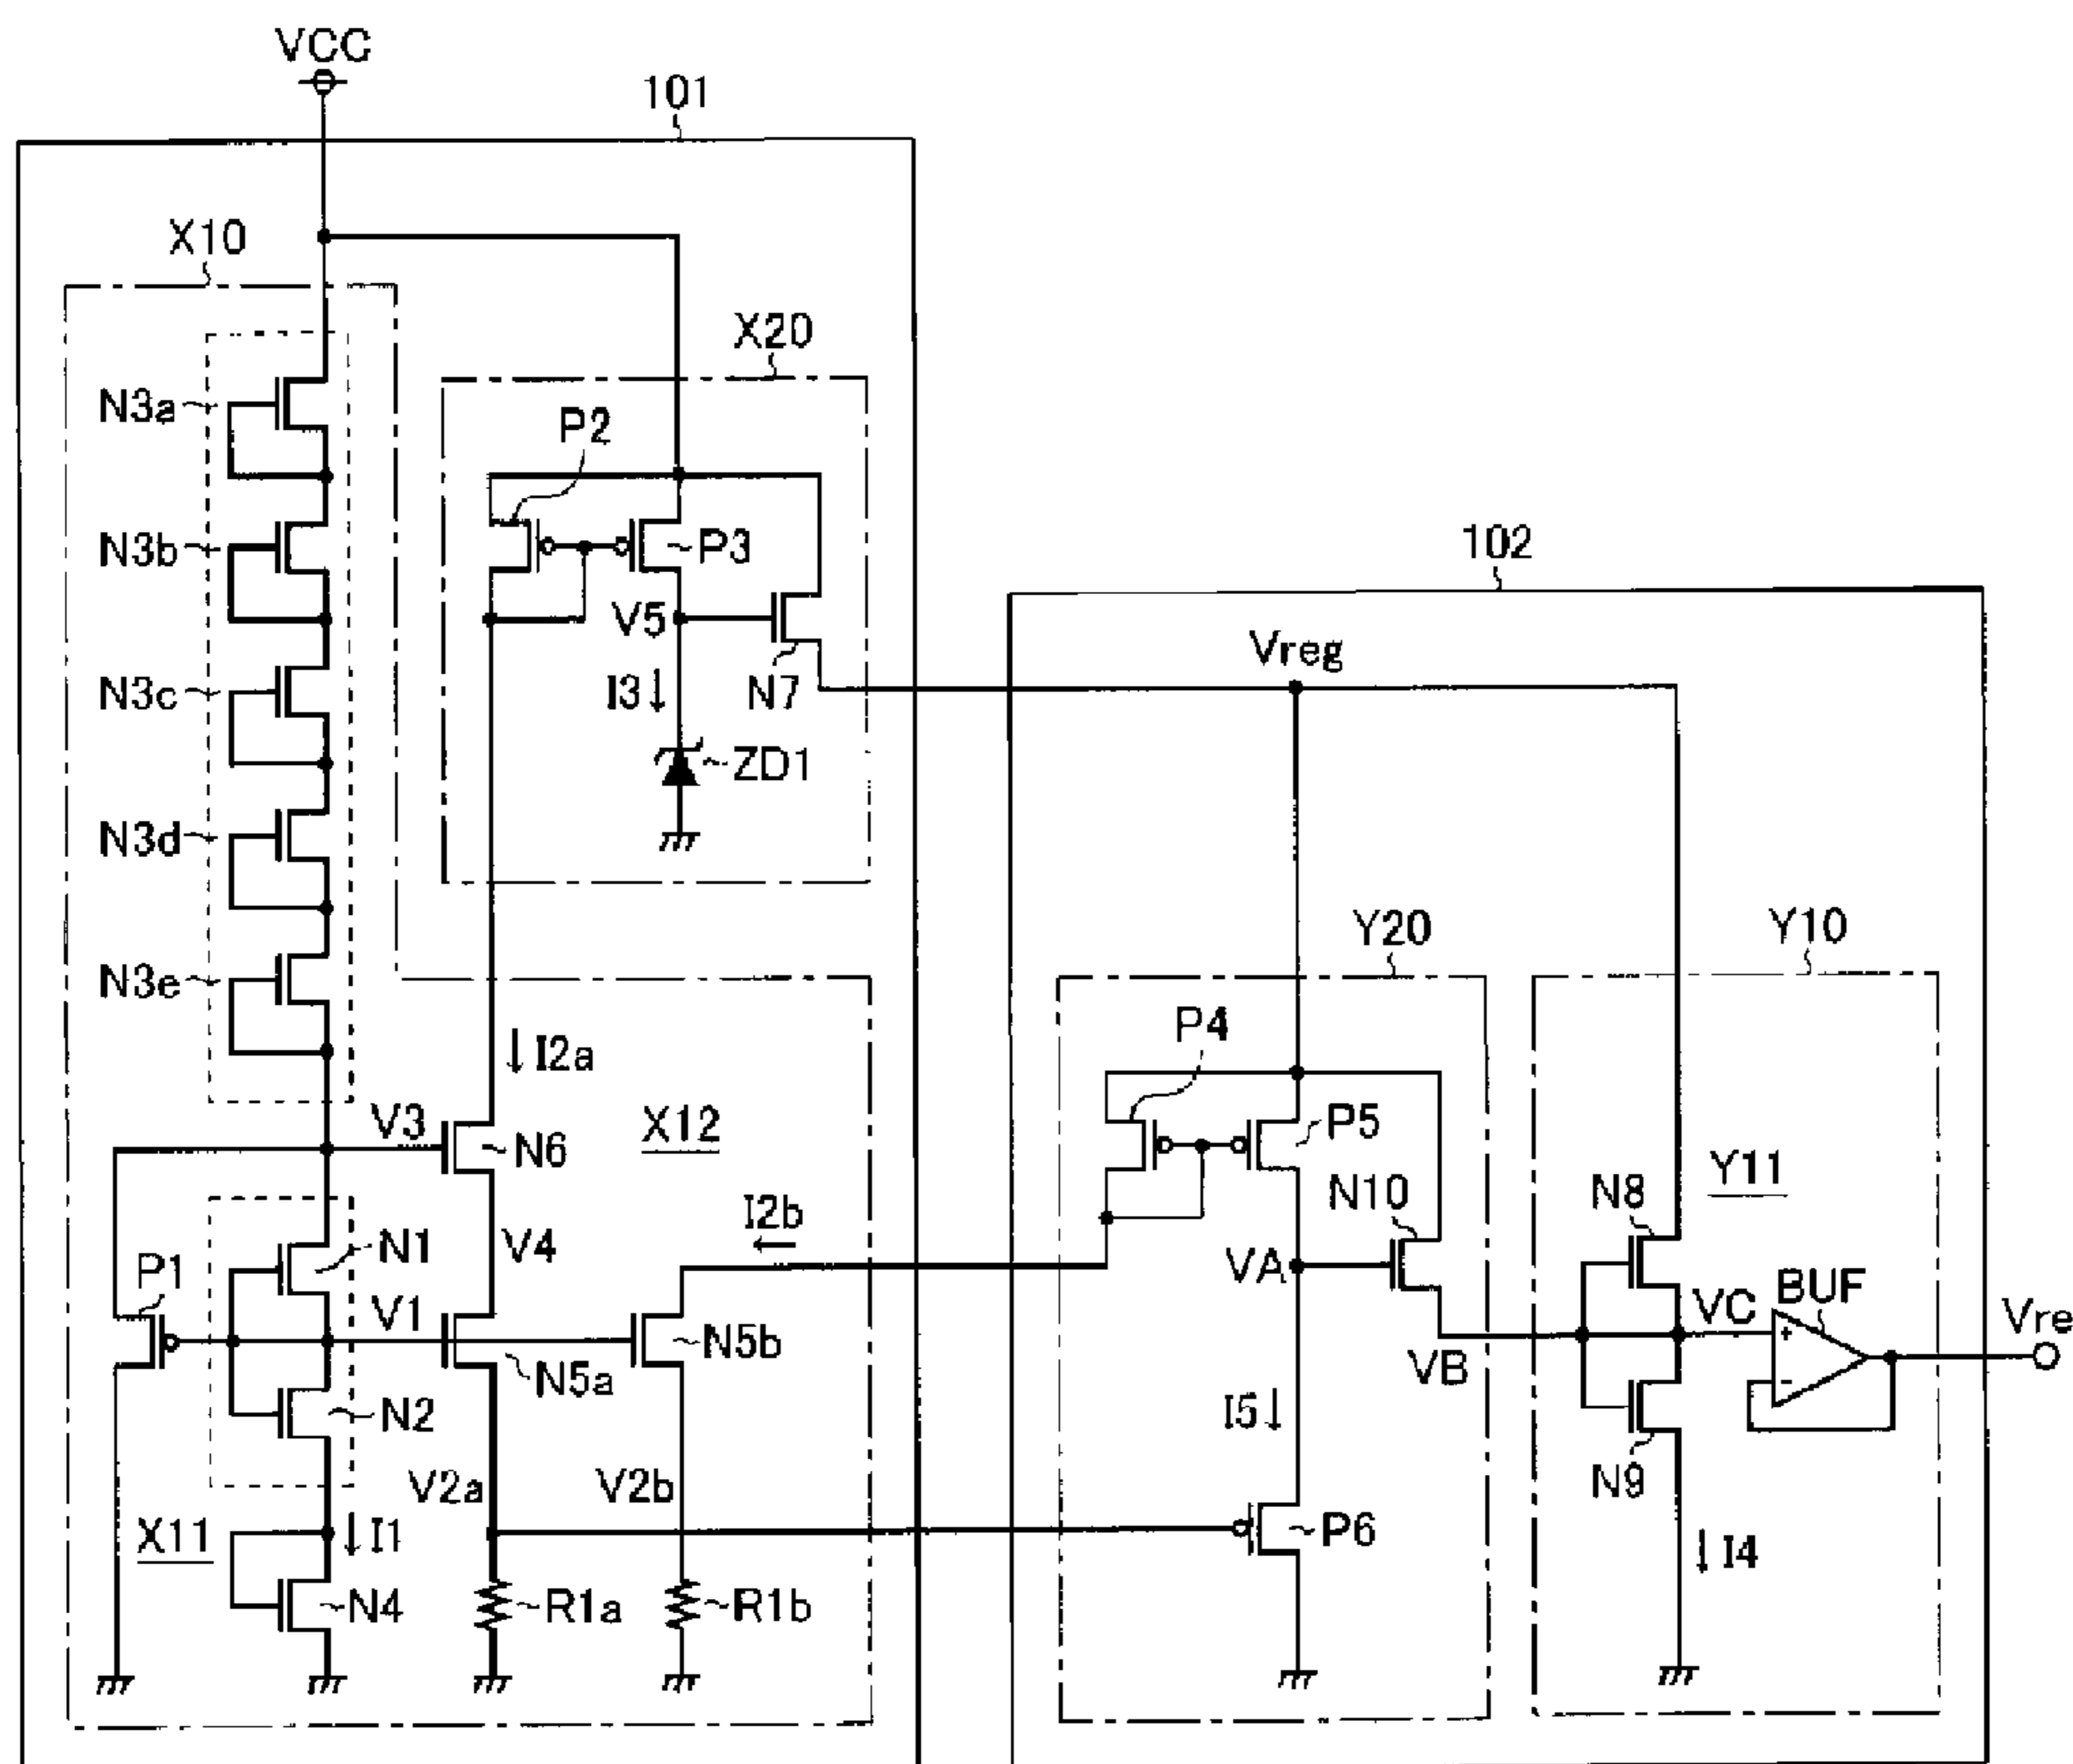 VCC
101
X10
X20
N3a
P2
N3b
P3
102
V5
Vreg
N3c
I3
N7
ZD1
N3d
Y20
Y10
N3e
P4
I2a
V3
X12
P5
N6
Y11
N10
N8
I2b
N1
V4
P1
VA
V1
VC
BUF
Vre
N5b
N5a
VB
N2
I5
V2a
V2b
N9
X11
I1
P6
I4
N4
R1a
R1b
+
-